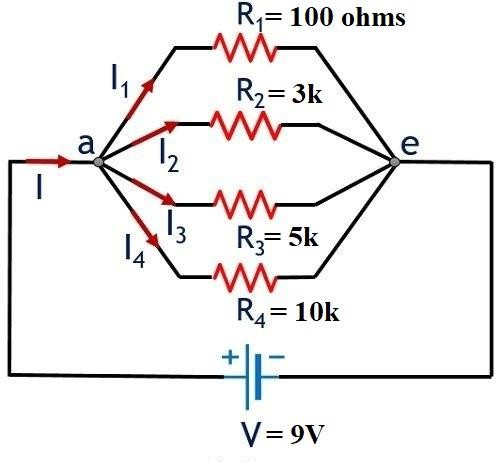 R₁= 100 ohms
I₁
R₂= 3k
a
e
I₂
I
I₃
R₃= 5k
I₄
R₄= 10k
+ −
V= 9V